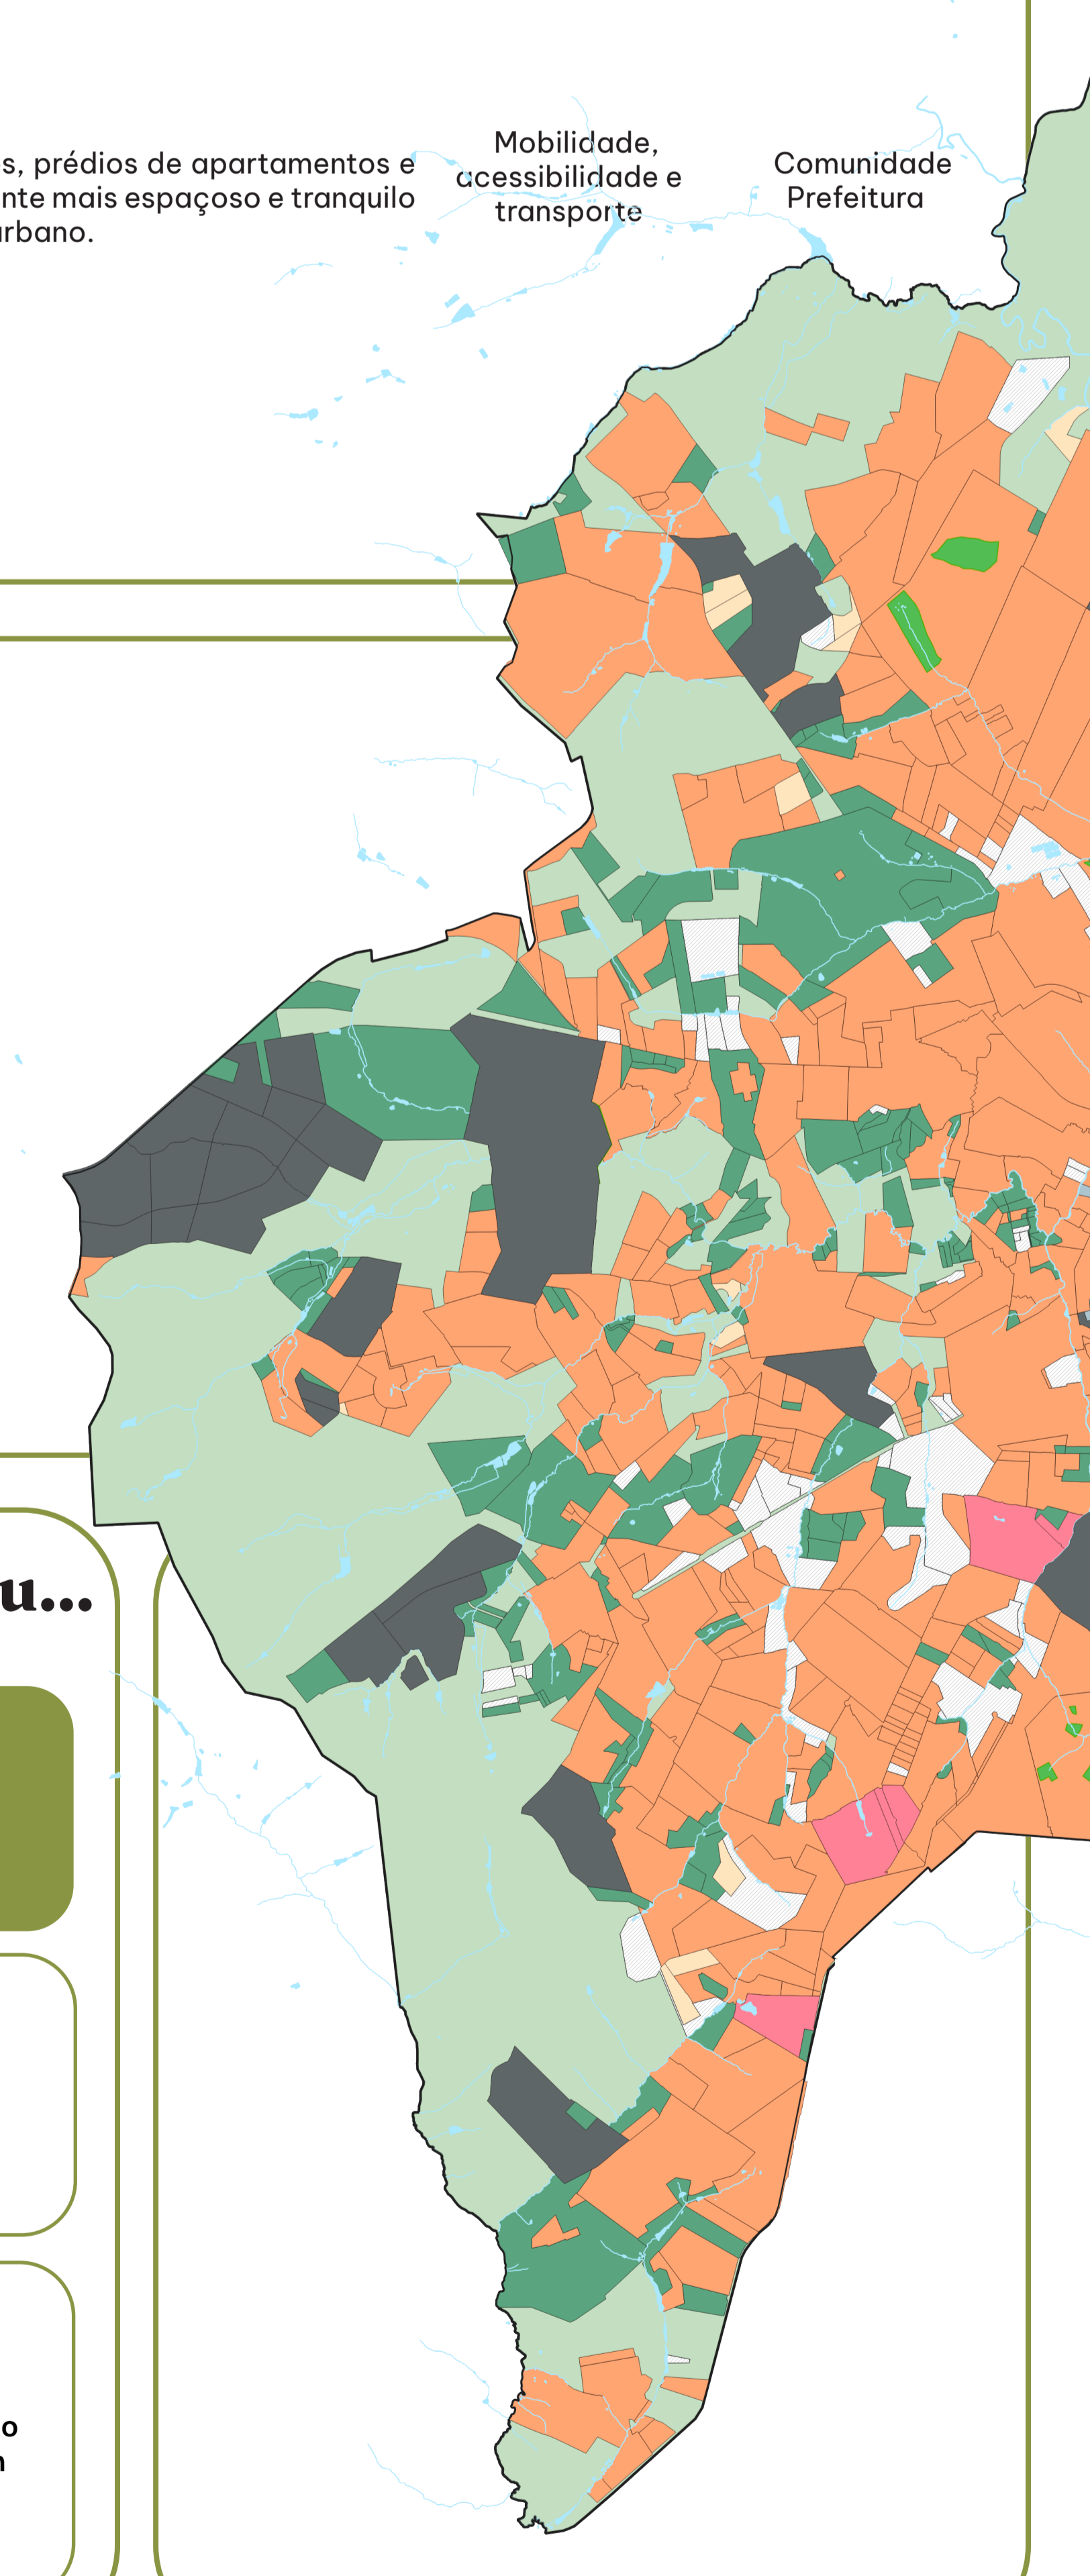 s, prédios de apartamentos e
nte mais espaçoso e tranquilo
rbano.
Mobilidade,
acessibilidade e
transporte
Comunidade
Prefeitura
u...
o